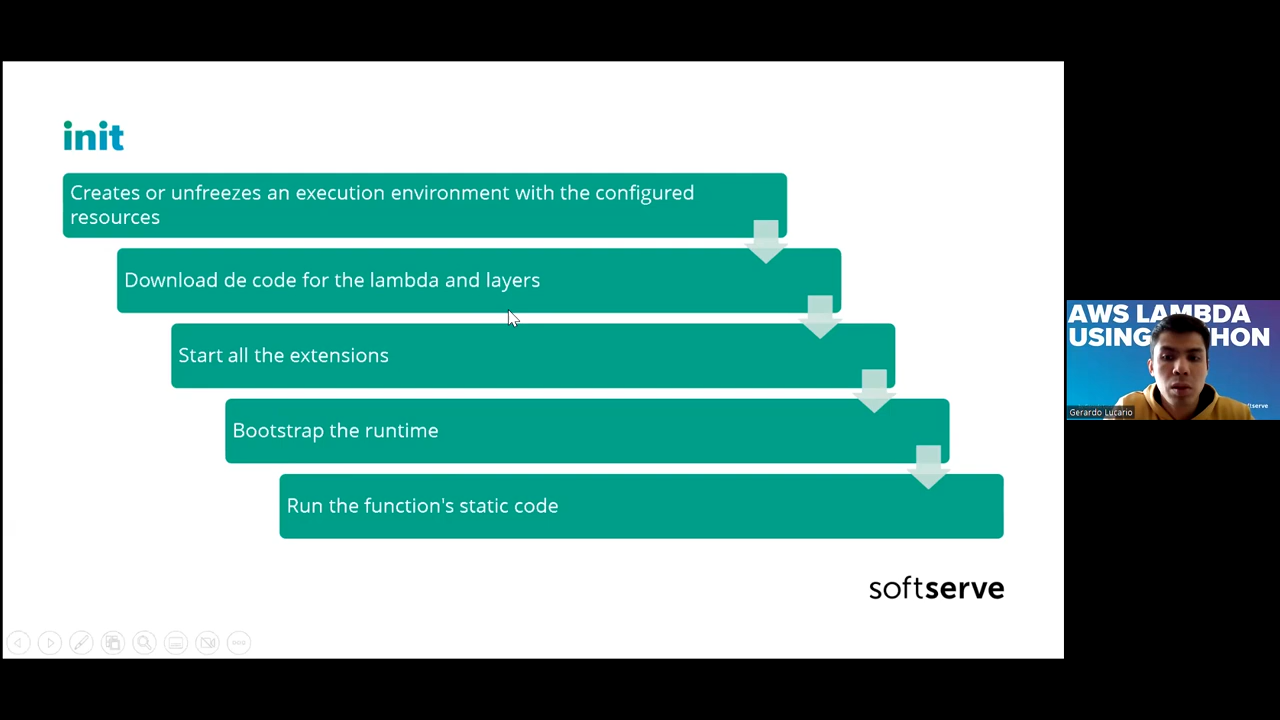 init
Creates or unfreezes an execution environment with the configured
resources
Download de code for the lambda and layers
Start all the extensions
Bootstrap the runtime
Run the function's static code
softserve
AWS LAMBDA
USING
Gerardo Lucario